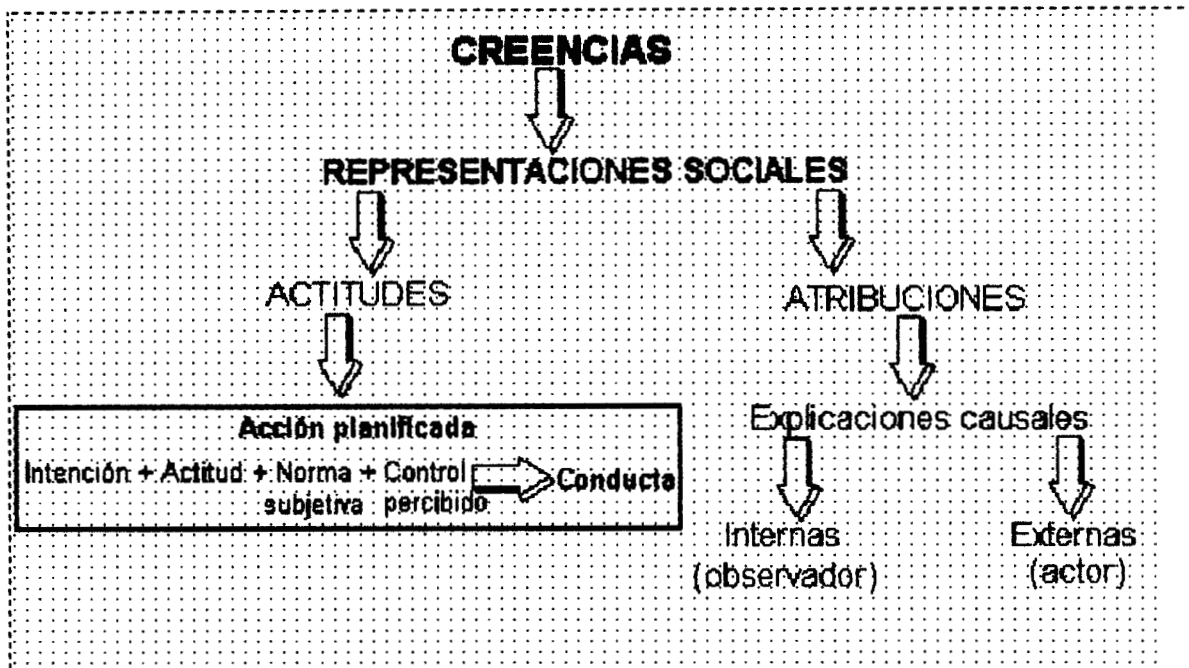 CREENCIAS
REPRESENTACIONES SOCIALES
ACTITUDES
ATRIBUCIONES
Acción planificada
Intención + Actitud + Norma + Control
subjetiva percibido
Conducta
Explicaciones causales
Internas
(observador)
Externas
(actor)